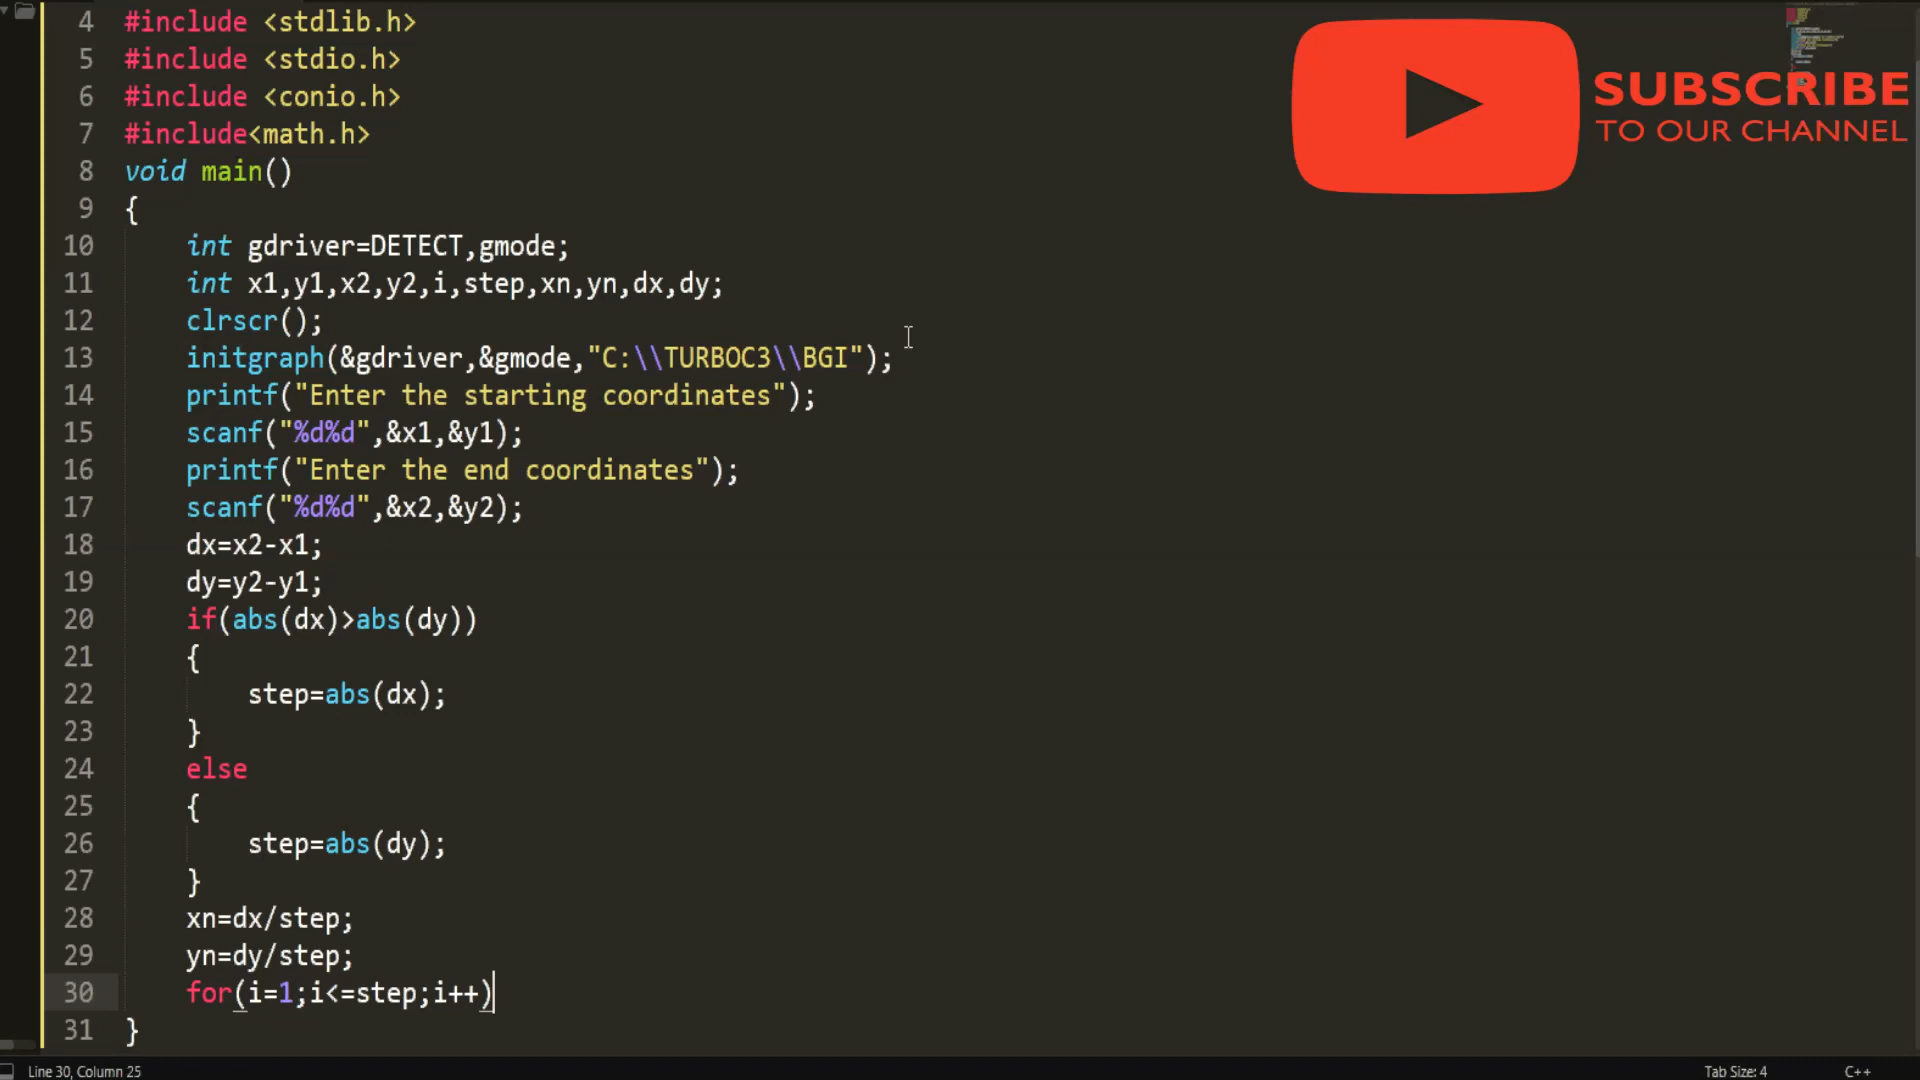 4 #include <stdlib.h>
5 #include <stdio.h>
6 #include <conio.h>
7 #include<math.h>
8 void main()
9 {
10 int gdriver=DETECT,gmode;
11 int x1,y1,x2,y2,i,step,xn,yn,dx,dy;
12 clrscr();
13 initgraph(&gdriver,&gmode,"C:\\TURBOC3\\BGI");
14 printf("Enter the starting coordinates");
15 scanf("%d%d",&x1,&y1);
16 printf("Enter the end coordinates");
17 scanf("%d%d",&x2,&y2);
18 dx=x2-x1;
19 dy=y2-y1;
20 if(abs(dx)>abs(dy))
21 {
22 step=abs(dx);
23 }
24 else
25 {
26 step=abs(dy);
27 }
28 xn=dx/step;
29 yn=dy/step;
30 for(i=1;i<=step;i++)
31 }
SUBSCRIBE
TO OUR CHANNEL
Line 30, Column 25
Tab Size: 4
C++